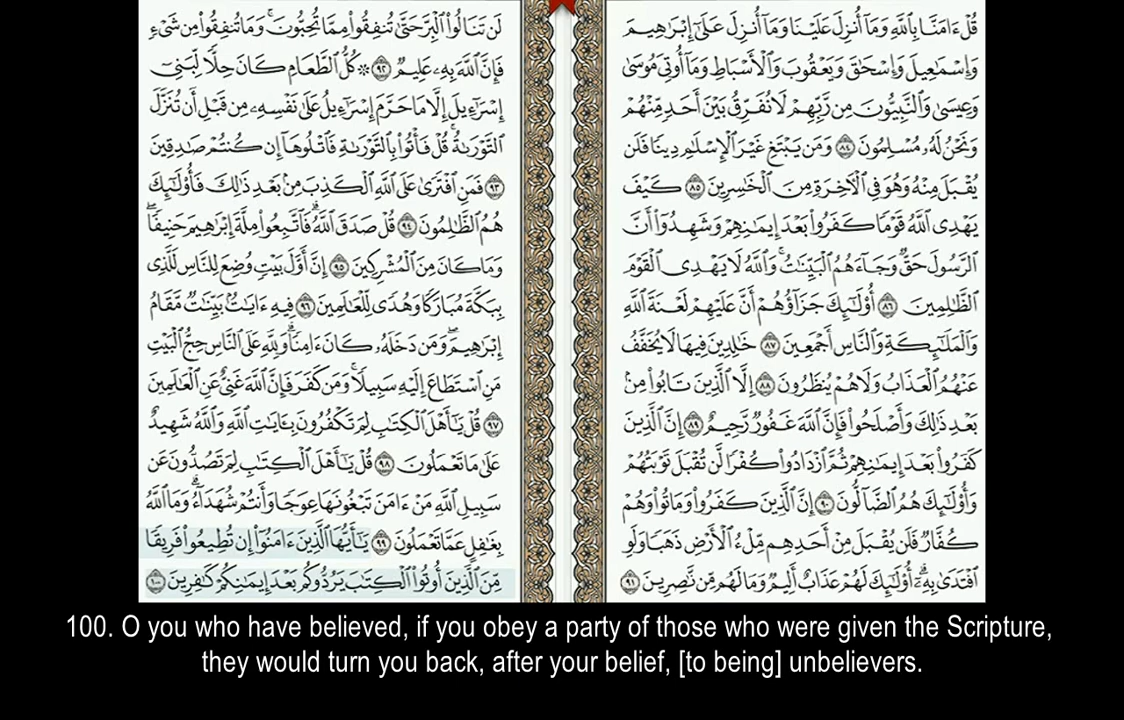 قُلْ ءَامَنَّا بِٱللَّهِ وَمَآ أُنزِلَ عَلَيْنَا وَمَآ أُنزِلَ عَلَىٰٓ إِبْرَٰهِيمَ
وَإِسْمَٰعِيلَ وَإِسْحَٰقَ وَيَعْقُوبَ وَٱلْأَسْبَاطِ وَمَآ أُوتِىَ مُوسَىٰ
وَعِيسَىٰ وَٱلنَّبِيُّونَ مِن رَّبِّهِمْ لَا نُفَرِّقُ بَيْنَ أَحَدٍ مِّنْهُمْ
وَنَحْنُ لَهُۥ مُسْلِمُونَ ٨٤ وَمَن يَبْتَغِ غَيْرَ ٱلْإِسْلَٰمِ دِينًا فَلَن
يُقْبَلَ مِنْهُ وَهُوَ فِى ٱلْأَخِرَةِ مِنَ ٱلْخَٰسِرِينَ ٨٥ كَيْفَ
يَهْدِى ٱللَّهُ قَوْمًا كَفَرُوا۟ بَعْدَ إِيمَٰنِهِمْ وَشَهِدُوٓا۟ أَنَّ
ٱلرَّسُولَ حَقٌّ وَجَآءَهُمُ ٱلْبَيِّنَٰتُ ۚ وَٱللَّهُ لَا يَهْدِى ٱلْقَوْمَ
ٱلظَّٰلِمِينَ ٨٦ أُو۟لَٰٓئِكَ جَزَآؤُهُمْ أَنَّ عَلَيْهِمْ لَعْنَةَ ٱللَّهِ
وَٱلْمَلَٰٓئِكَةِ وَٱلنَّاسِ أَجْمَعِينَ ٨٧ خَٰلِدِينَ فِيهَا لَا يُخَفَّفُ
عَنْهُمُ ٱلْعَذَابُ وَلَا هُمْ يُنظَرُونَ ٨٨ إِلَّا ٱلَّذِينَ تَابُوا۟ مِنۢ
بَعْدِ ذَٰلِكَ وَأَصْلَحُوا۟ فَإِنَّ ٱللَّهَ غَفُورٌ رَّحِيمٌ ٨٩ إِنَّ ٱلَّذِينَ
كَفَرُوا۟ بَعْدَ إِيمَٰنِهِمْ ثُمَّ ٱزْدَادُوا۟ كُفْرًا لَّن تُقْبَلَ تَوْبَتُهُمْ
وَأُو۟لَٰٓئِكَ هُمُ ٱلضَّآلُّونَ ٩٠ إِنَّ ٱلَّذِينَ كَفَرُوا۟ وَمَاتُوا۟ وَهُمْ
كُفَّارٌ فَلَن يُقْبَلَ مِنْ أَحَدِهِم مِّلْءُ ٱلْأَرْضِ ذَهَبًا وَلَوِ
ٱفْتَدَىٰ بِهِۦٓ ۗ أُو۟لَٰٓئِكَ لَهُمْ عَذَابٌ أَلِيمٌ وَمَا لَهُم مِّن نَّٰصِرِينَ ٩١
لَن تَنَالُوا۟ ٱلْبِرَّ حَتَّىٰ تُنفِقُوا۟ مِمَّا تُحِبُّونَ ۚ وَمَا تُنفِقُوا۟ مِن شَىْءٍ
فَإِنَّ ٱللَّهَ بِهِۦ عَلِيمٌ ٩٢ ۞ كُلُّ ٱلطَّعَامِ كَانَ حِلًّا لِّبَنِىٓ
إِسْرَٰٓءِيلَ إِلَّا مَا حَرَّمَ إِسْرَٰٓءِيلُ عَلَىٰ نَفْسِهِۦ مِن قَبْلِ أَن تُنَزَّلَ
ٱلتَّوْرَىٰةُ ۗ قُلْ فَأْتُوا۟ بِٱلتَّوْرَىٰةِ فَٱتْلُوهَآ إِن كُنتُمْ صَٰدِقِينَ
٩٣ فَمَنِ ٱفْتَرَىٰ عَلَى ٱللَّهِ ٱلْكَذِبَ مِنۢ بَعْدِ ذَٰلِكَ فَأُو۟لَٰٓئِكَ
هُمُ ٱلظَّٰلِمُونَ ٩٤ قُلْ صَدَقَ ٱللَّهُ ۗ فَٱتَّبِعُوا۟ مِلَّةَ إِبْرَٰهِيمَ حَنِيفًا ۖ
وَمَا كَانَ مِنَ ٱلْمُشْرِكِينَ ٩٥ إِنَّ أَوَّلَ بَيْتٍ وُضِعَ لِلنَّاسِ لَلَّذِى
بِبَكَّةَ مُبَارَكًا وَهُدًى لِّلْعَٰلَمِينَ ٩٦ فِيهِ ءَايَٰتٌۢ بَيِّنَٰتٌ مَّقَامُ
إِبْرَٰهِيمَ ۖ وَمَن دَخَلَهُۥ كَانَ ءَامِنًا ۗ وَلِلَّهِ عَلَى ٱلنَّاسِ حِجُّ ٱلْبَيْتِ
مَنِ ٱسْتَطَاعَ إِلَيْهِ سَبِيلًا ۚ وَمَن كَفَرَ فَإِنَّ ٱللَّهَ غَنِىٌّ عَنِ ٱلْعَٰلَمِينَ
٩٧ قُلْ يَٰٓأَهْلَ ٱلْكِتَٰبِ لِمَ تَكْفُرُونَ بِـَٔايَٰتِ ٱللَّهِ وَٱللَّهُ شَهِيدٌ
عَلَىٰ مَا تَعْمَلُونَ ٩٨ قُلْ يَٰٓأَهْلَ ٱلْكِتَٰبِ لِمَ تَصُدُّونَ عَن
سَبِيلِ ٱللَّهِ مَنْ ءَامَنَ تَبْغُونَهَا عِوَجًا وَأَنتُمْ شُهَدَآءُ ۗ وَمَا ٱللَّهُ
بِغَٰفِلٍ عَمَّا تَعْمَلُونَ ٩٩ يَٰٓأَيُّهَا ٱلَّذِينَ ءَامَنُوٓا۟ إِن تُطِيعُوا۟ فَرِيقًا
مِّنَ ٱلَّذِينَ أُوتُوا۟ ٱلْكِتَٰبَ يَرُدُّوكُم بَعْدَ إِيمَٰنِكُمْ كَٰفِرِينَ ١٠٠
100. O you who have believed, if you obey a party of those who were given the Scripture,
they would turn you back, after your belief, [to being] unbelievers.